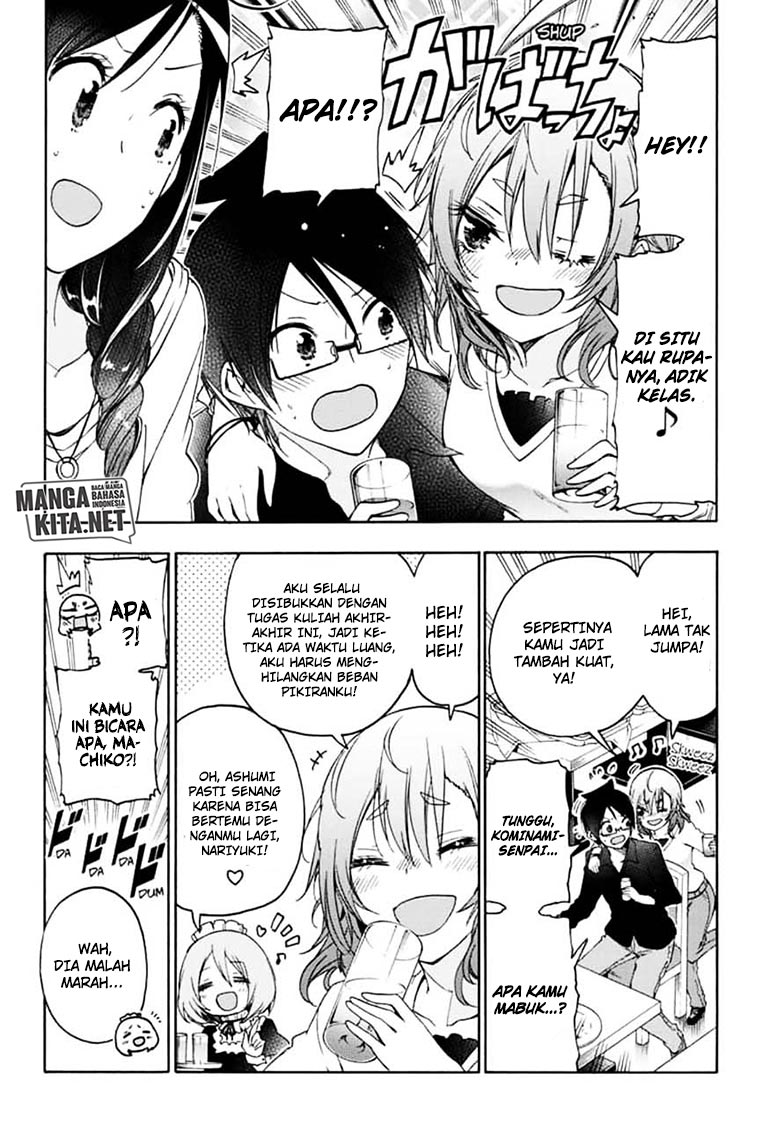 HEY!!
DI SITU
KAU RUPA-
NYA, ADIK
KELAS.
SHUP
がばっちょ
APA!!?
MANGA
KITA.NET
BACA MANGA
BAHASA
INDONESIA
HEI,
LAMA TAK
JUMPA!
SEPERTINYA
KAMU JADI
TAMBAH KUAT,
YA!
Skweez
Skweez
TUNGGU,
KOMINAMI-
SENPAI...
APA KAMU
MABUK...?
HEH!
HEH!
HEH!
AKU SELALU
DISIBUKKAN DENGAN
TUGAS KULIAH AKHIR-
AKHIR INI, JADI KE-
TIKA ADA WAKTU LUANG,
AKU HARUS MENG-
HILANGKAN BEBAN
PIKIRANKU!
OH, ASHUMI
PASTI SENANG
KARENA BISA
BERTEMU DE-
NGANMU LAGI,
NARIYUKI!
APA
?!
KAMU
INI BICARA
APA, MA-
CHIKO?!
ドドドド
DA
DA
DA
DUM
WAH,
DIA MALAH
MARAH...